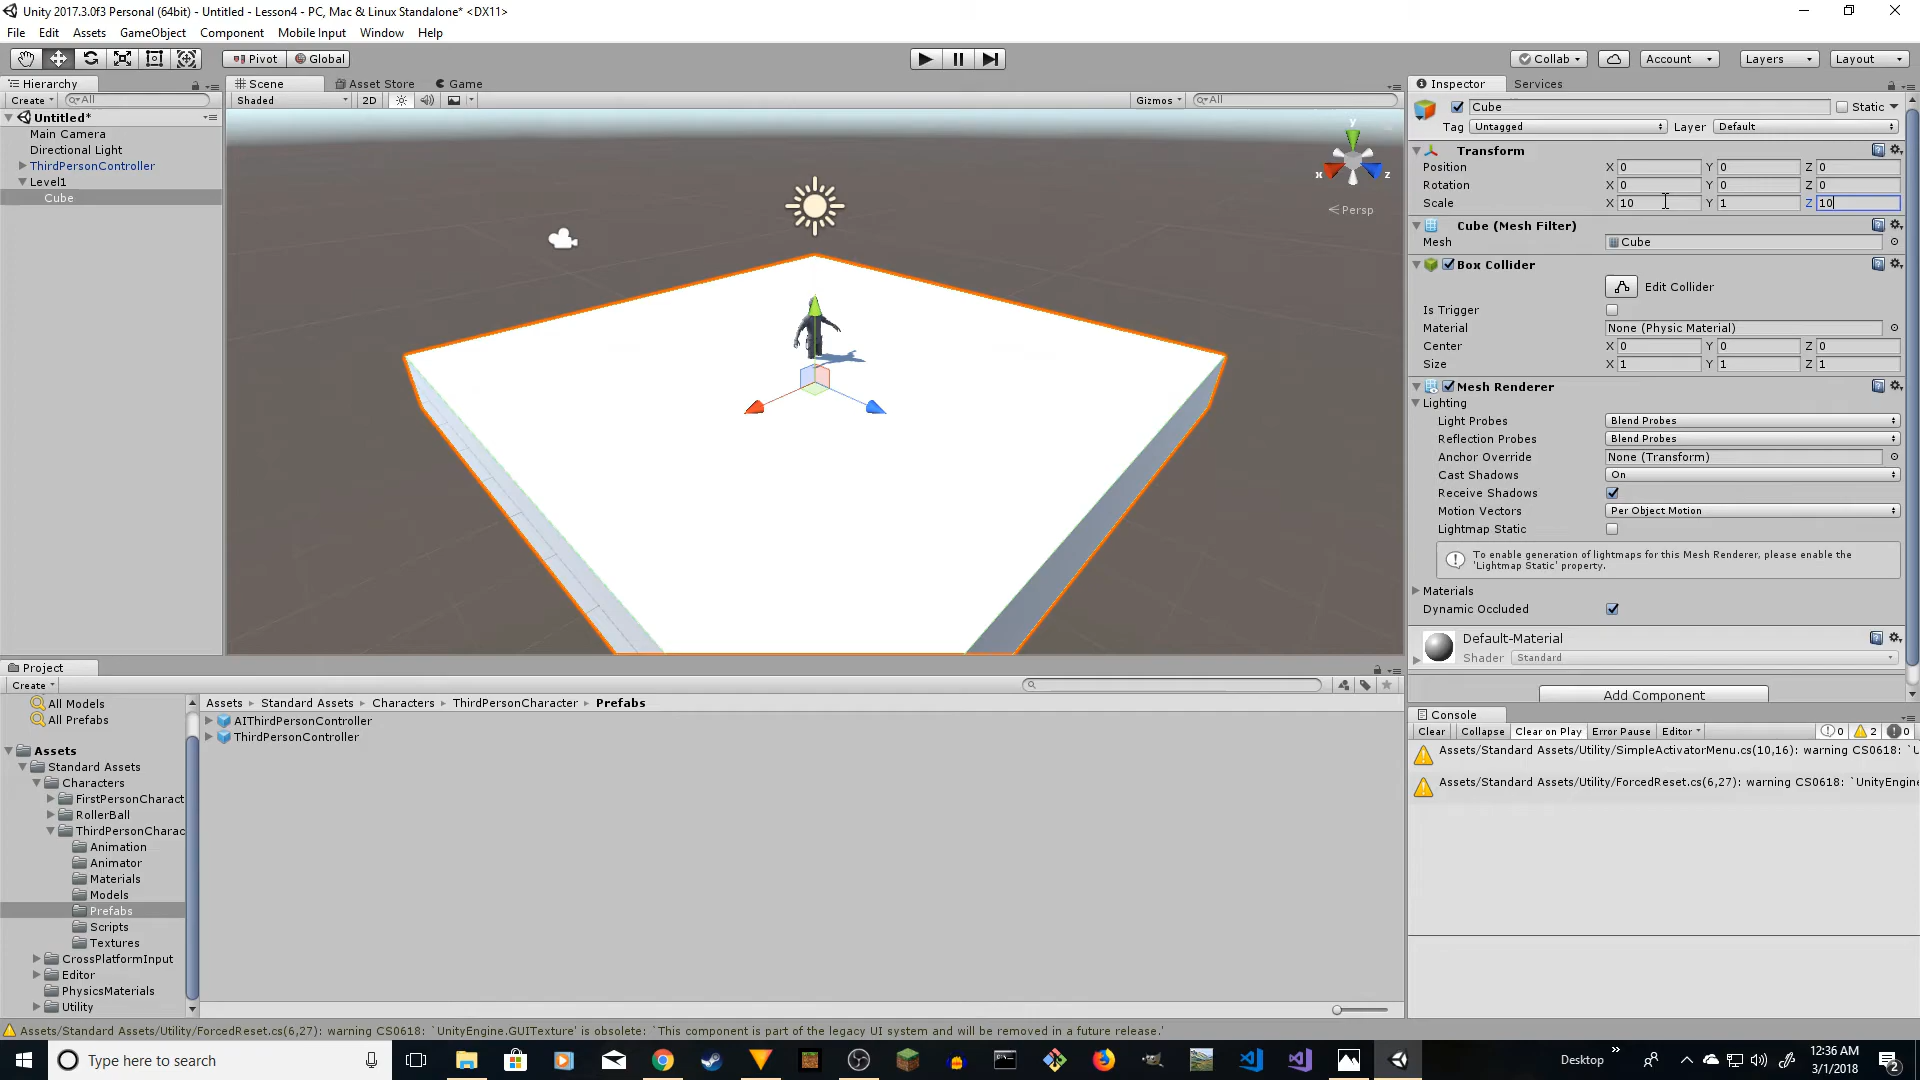 Unity 2017.3.0f3 Personal (64bit) - Untitled - Lesson4 - PC, Mac & Linux Standalone* <DX11>
File Edit Assets GameObject Component Mobile Input Window Help
Pivot Global Collab Account Layers Layout
Hierarchy
Create All
Untitled*
Main Camera
Directional Light
ThirdPersonController
Level1
Cube
Scene Asset Store Game
Shaded 2D Gizmos All
y
x z
Persp
Inspector Services
Cube Static
Tag Untagged Layer Default
Transform
Position X 0 Y 0 Z 0
Rotation X 0 Y 0 Z 0
Scale X 10 Y 1 Z 10
Cube (Mesh Filter)
Mesh Cube
Box Collider
Edit Collider
Is Trigger
Material None (Physic Material)
Center X 0 Y 0 Z 0
Size X 1 Y 1 Z 1
Mesh Renderer
Lighting
Light Probes Blend Probes
Reflection Probes Blend Probes
Anchor Override None (Transform)
Cast Shadows On
Receive Shadows
Motion Vectors Per Object Motion
Lightmap Static
To enable generation of lightmaps for this Mesh Renderer, please enable the
'Lightmap Static' property.
Materials
Dynamic Occluded
Default-Material
Shader Standard
Add Component
Project
Create
All Models
All Prefabs
Assets
Standard Assets
Characters
FirstPersonCharact
RollerBall
ThirdPersonCharac
Animation
Animator
Materials
Models
Prefabs
Scripts
Textures
CrossPlatformInput
Editor
PhysicsMaterials
Utility
Assets Standard Assets Characters ThirdPersonCharacter Prefabs
AIThirdPersonController
ThirdPersonController
Console
Clear Collapse Clear on Play Error Pause Editor 0 2 0
Assets/Standard Assets/Utility/SimpleActivatorMenu.cs(10,16): warning CS0618: `U
Assets/Standard Assets/Utility/ForcedReset.cs(6,27): warning CS0618: `UnityEngine
Assets/Standard Assets/Utility/ForcedReset.cs(6,27): warning CS0618: `UnityEngine.GUITexture' is obsolete: `This component is part of the legacy UI system and will be removed in a future release.'
Type here to search
Desktop
12:36 AM
3/1/2018
2